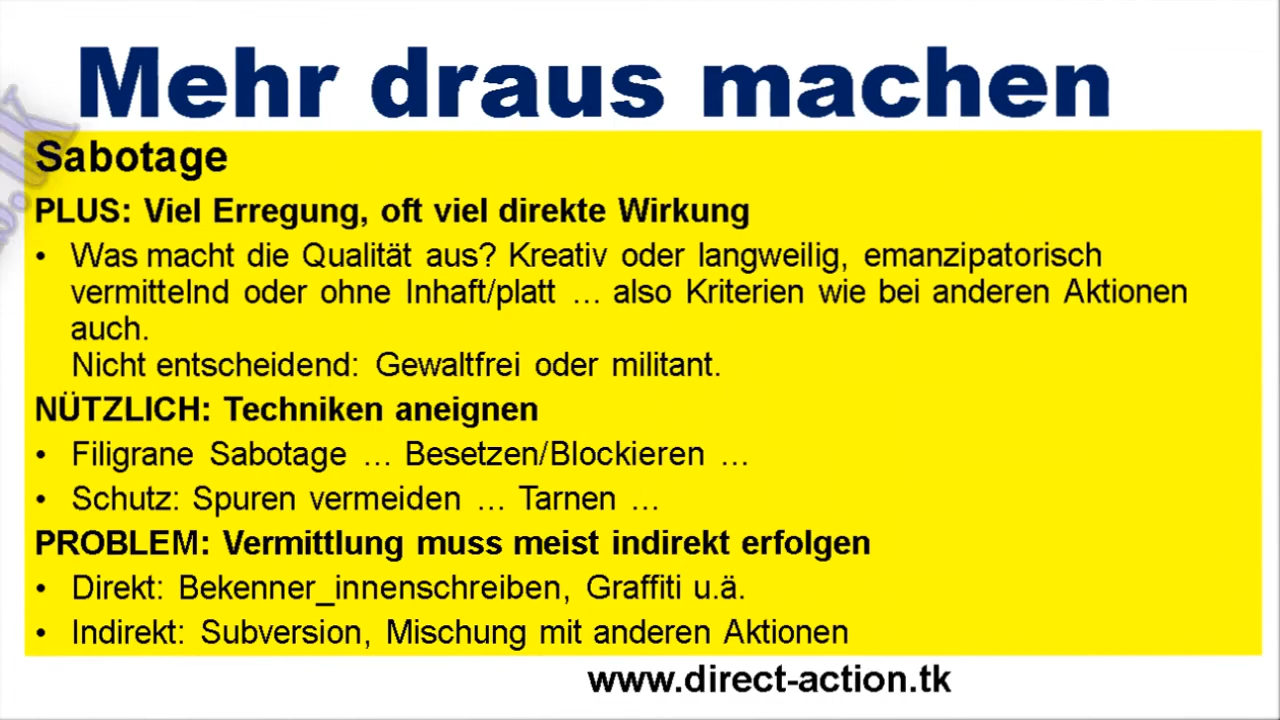 Mehr draus machen
Sabotage
PLUS: Viel Erregung, oft viel direkte Wirkung
• Was macht die Qualität aus? Kreativ oder langweilig, emanzipatorisch
vermittelnd oder ohne Inhaft/platt … also Kriterien wie bei anderen Aktionen
auch.
Nicht entscheidend: Gewaltfrei oder militant.
NÜTZLICH: Techniken aneignen
• Filigrane Sabotage … Besetzen/Blockieren …
• Schutz: Spuren vermeiden … Tarnen …
PROBLEM: Vermittlung muss meist indirekt erfolgen
• Direkt: Bekenner_innenschreiben, Graffiti u.ä.
• Indirekt: Subversion, Mischung mit anderen Aktionen
www.direct-action.tk